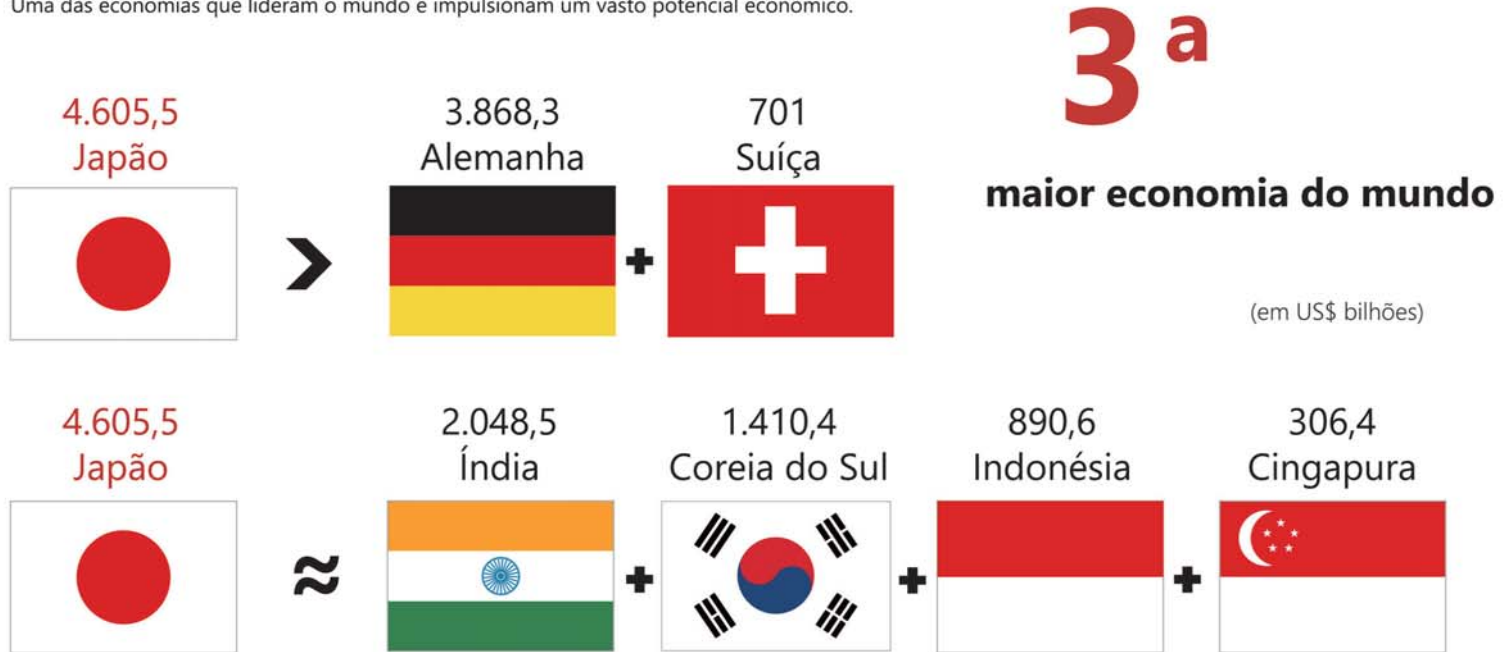 Uma das economias que lideram o mundo e impulsionam um vasto potencial econômico.
3ª
maior economia do mundo
(em US$ bilhões)
4.605,5
Japão
>
3.868,3
Alemanha
+
701
Suíça
4.605,5
Japão
≈
2.048,5
Índia
+
1.410,4
Coreia do Sul
+
890,6
Indonésia
+
306,4
Cingapura